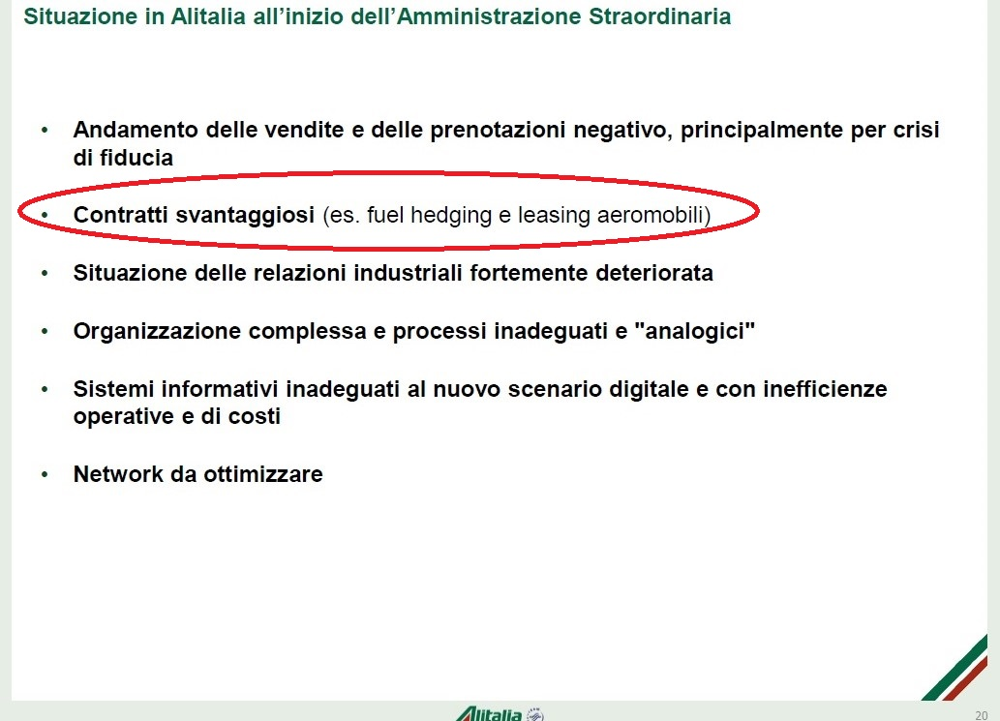 Situazione in Alitalia all’inizio dell’Amministrazione Straordinaria
• Andamento delle vendite e delle prenotazioni negativo, principalmente per crisi
di fiducia
• Contratti svantaggiosi (es. fuel hedging e leasing aeromobili)
• Situazione delle relazioni industriali fortemente deteriorata
• Organizzazione complessa e processi inadeguati e "analogici"
• Sistemi informativi inadeguati al nuovo scenario digitale e con inefficienze
operative e di costi
• Network da ottimizzare
Alitalia
20